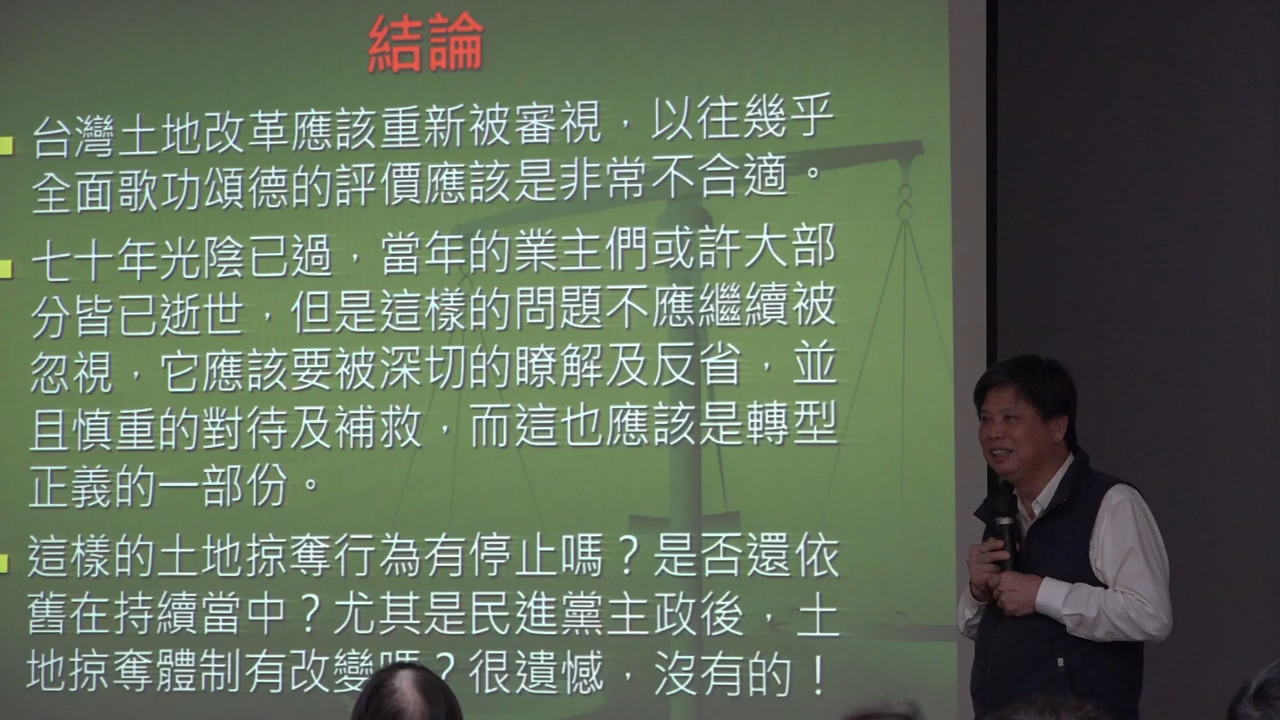 結論
台灣土地改革應該重新被審視，以往幾乎
全面歌功頌德的評價應該是非常不合適。
七十年光陰已過，當年的業主們或許大部
分皆已逝世，但是這樣的問題不應繼續被
忽視，它應該要被深切的瞭解及反省，並
且慎重的對待及補救，而這也應該是轉型
正義的一部份。
這樣的土地掠奪行為有停止嗎？是否還依
舊在持續當中？尤其是民進黨主政後，土
地掠奪體制有改變嗎？很遺憾，沒有的！